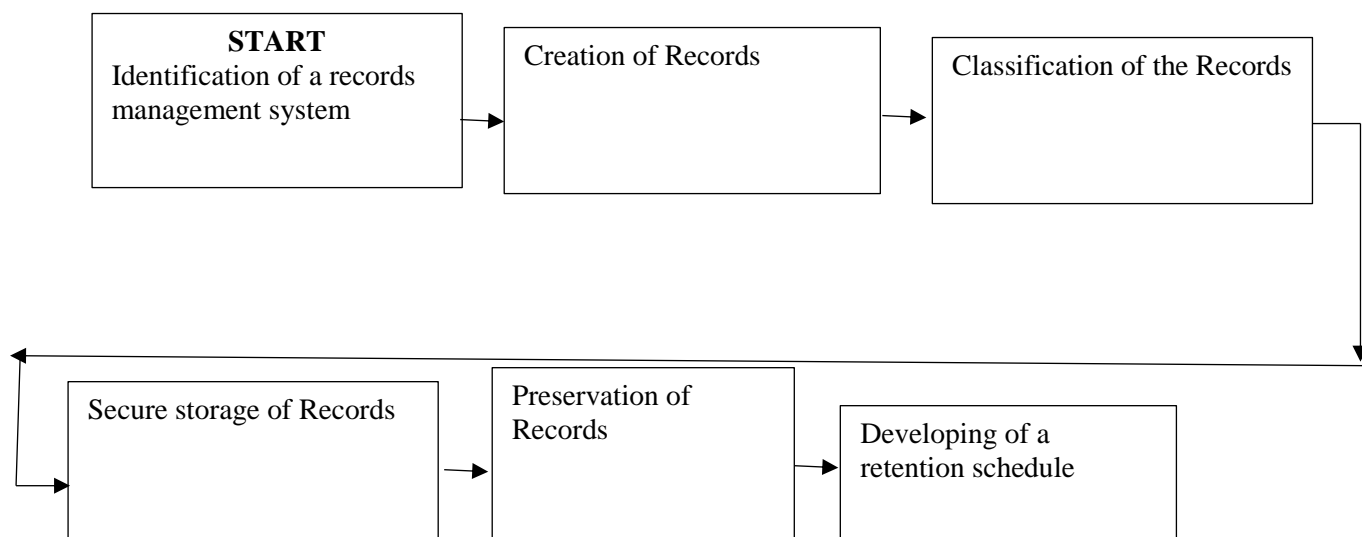 START
Identification of a records
management system
Creation of Records
Classification of the Records
Secure storage of Records
Preservation of
Records
Developing of a
retention schedule